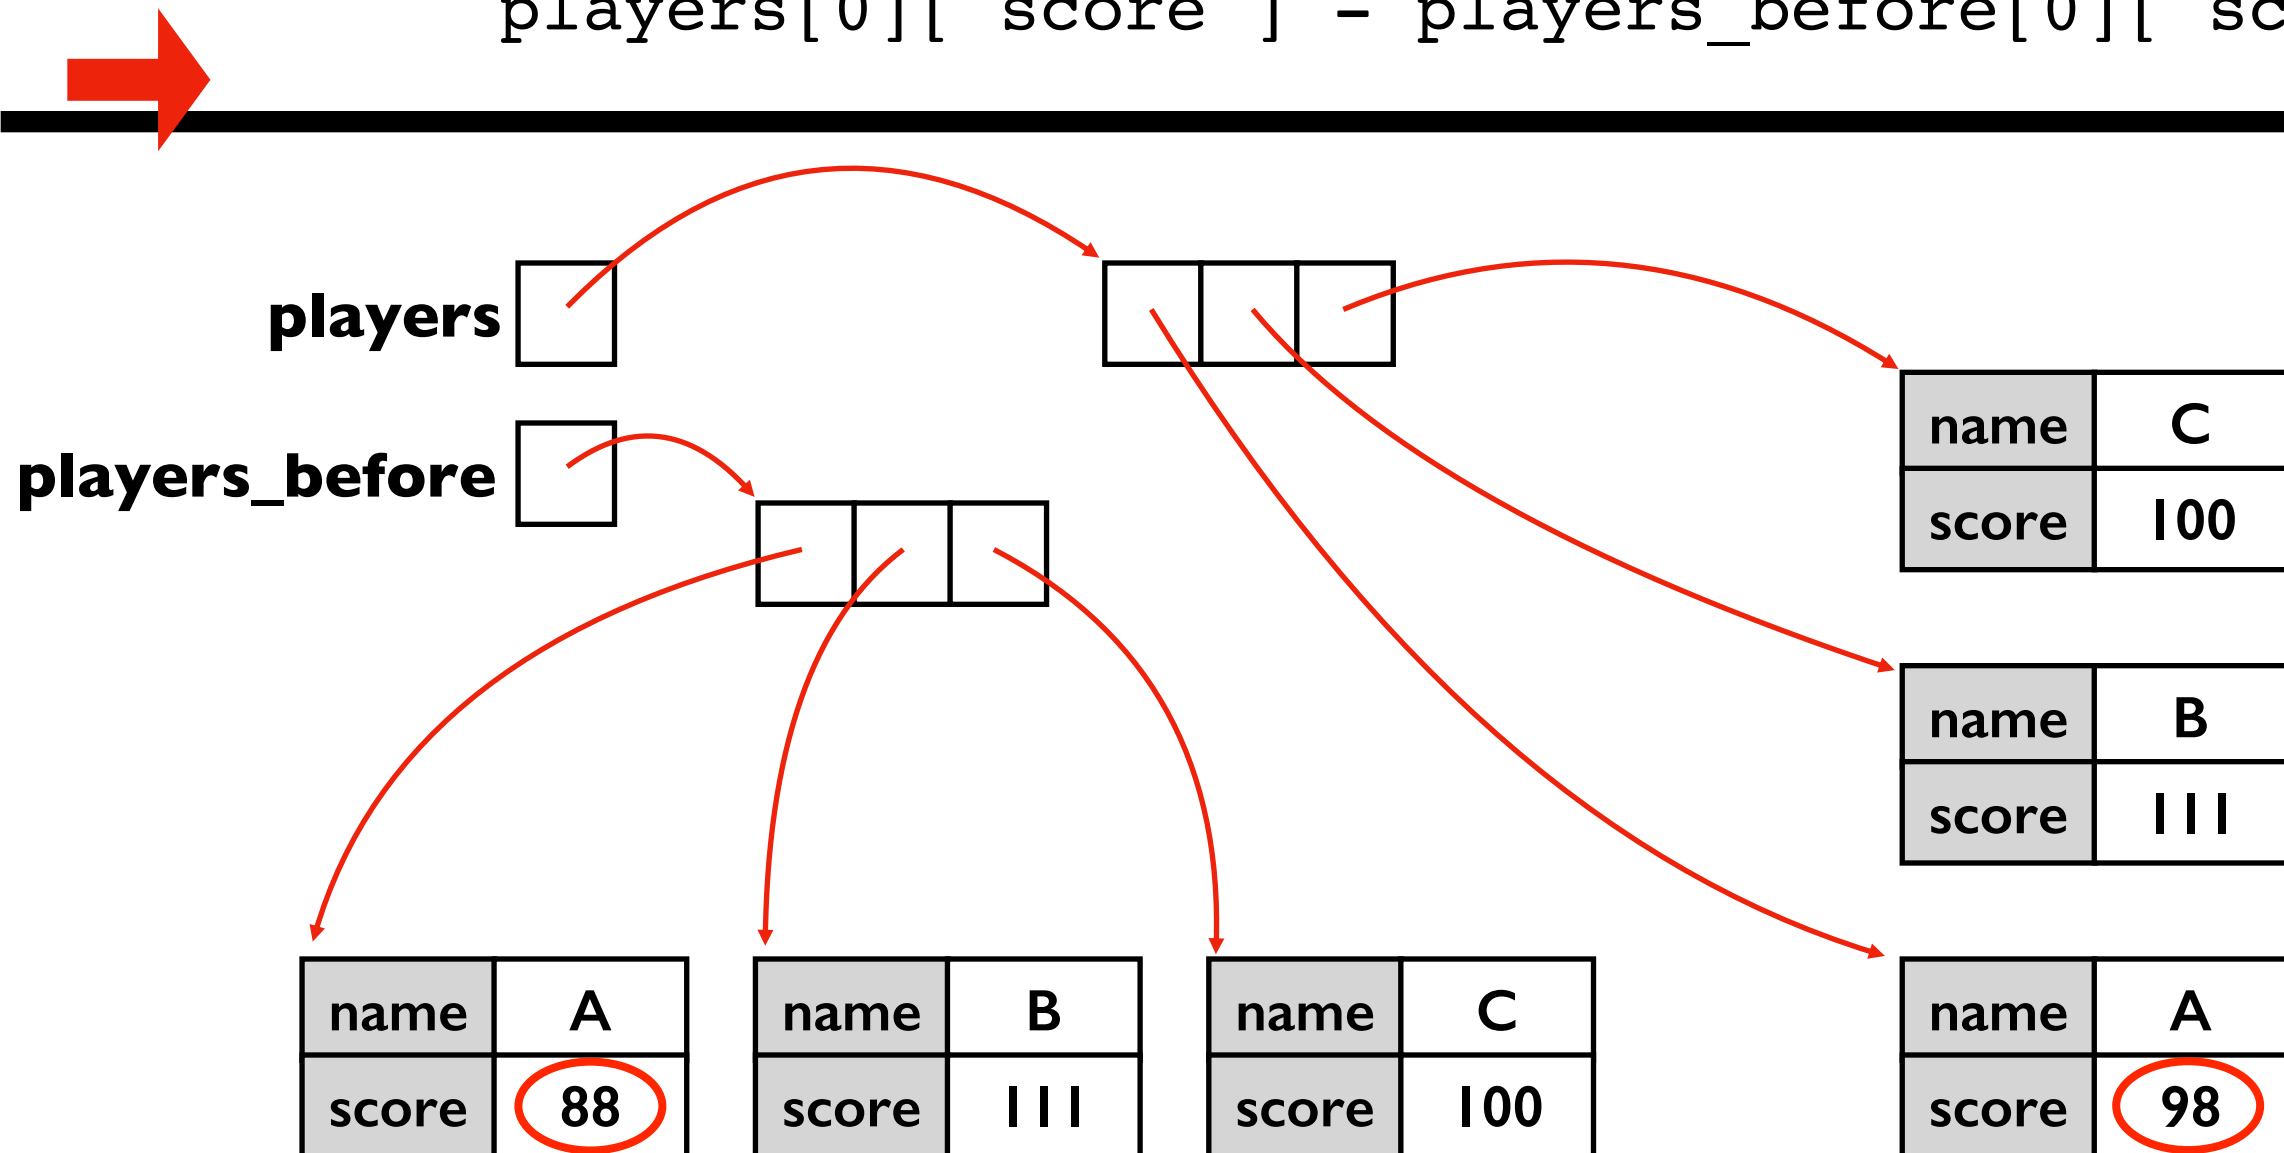 players[0][ score ] - players_before[0][ sc
players
players_before
name C
score 100
name B
score 111
name A
score 88
name B
score 111
name C
score 100
name A
score 98